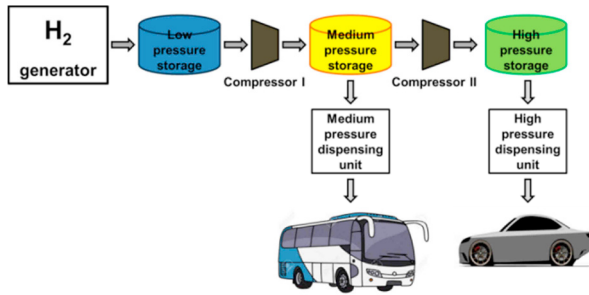 H2
generator
Low
pressure
storage
Compressor I
Medium
pressure
storage
Compressor II
High
pressure
storage
Medium
pressure
dispensing
unit
High
pressure
dispensing
unit